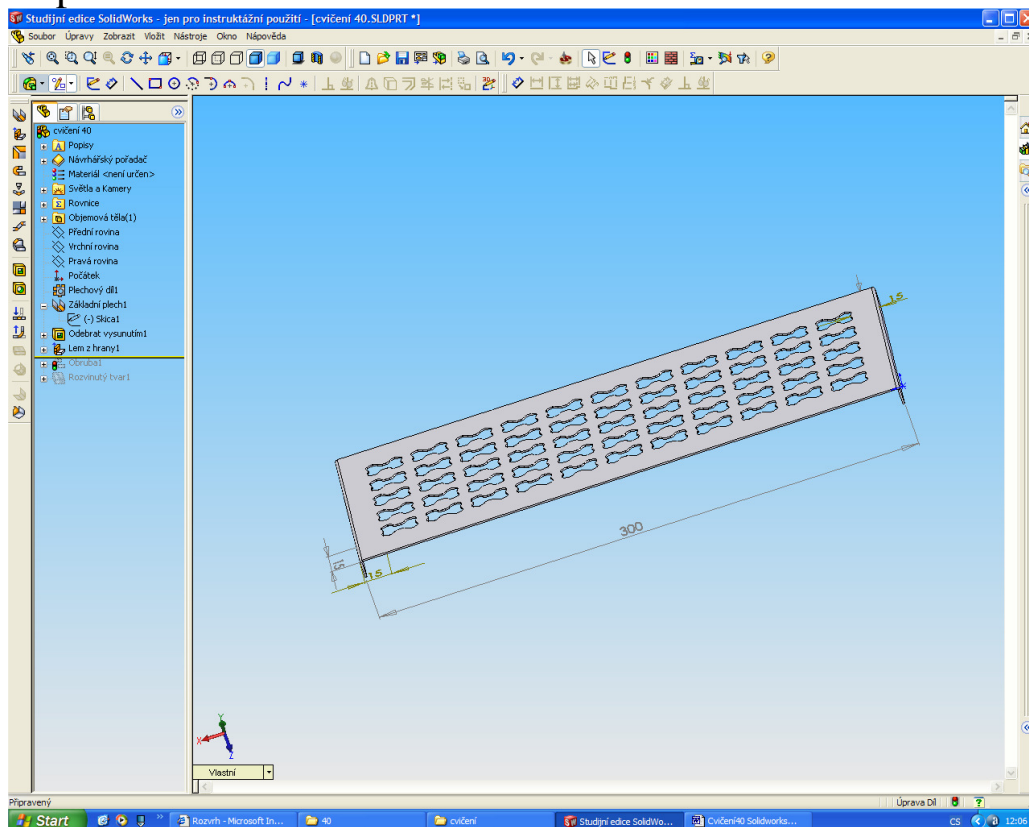 Studijní edice SolidWorks - jen pro instruktážní použití - [cvičení 40.SLDPRT *]
Soubor Úpravy Zobrazit Vložit Nástroje Okno Nápověda
cvičení 40
Popisy
Návrhářský pořadač
Materiál <není určen>
Světla a Kamery
Rovnice
Objemová těla(1)
Přední rovina
Vrchní rovina
Pravá rovina
Počátek
Plechový díl1
Základní plech1
(-) Skica1
Odebrat vysunutím1
Lem z hrany1
Obruba1
Rozvinutý tvar1
15
300
15
15
Y
X
Z
Vlastní
Připravený
Úprava Díl
Start
Rozvrh - Microsoft In...
40
cvičení
Studijní edice SolidWo...
Cvičení40 Solidworks...
CS
12:06